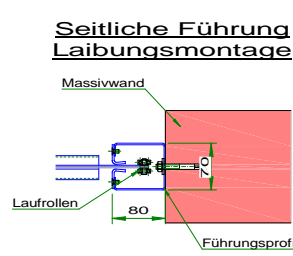 Seitliche Führung
Laibungsmontage
Massivwand
70
Laufrollen
80
Führungsprof